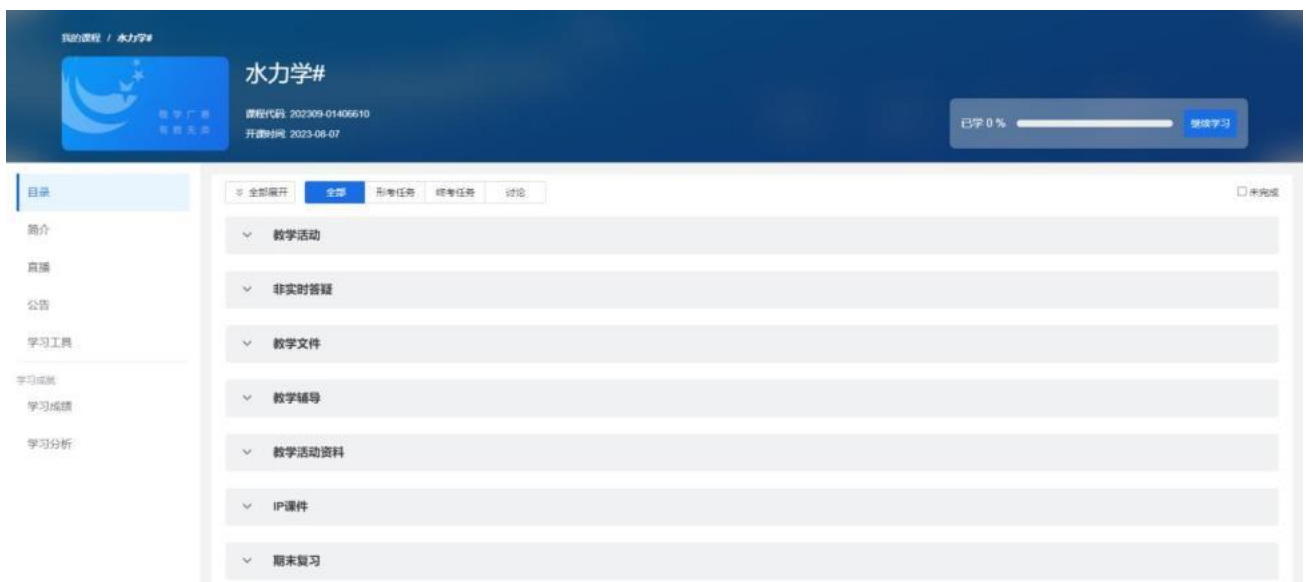 我的课程 / 水力学#
水力学#
课程代码: 202309-01406610
开课时间: 2023-08-07
已学 0 %
继续学习
目录
简介
直播
公告
学习工具
学习成就
学习成绩
学习分析
全部展开 全部 形考任务 终考任务 讨论
未完成
教学活动
非实时答疑
教学文件
教学辅导
教学活动资料
IP课件
期末复习